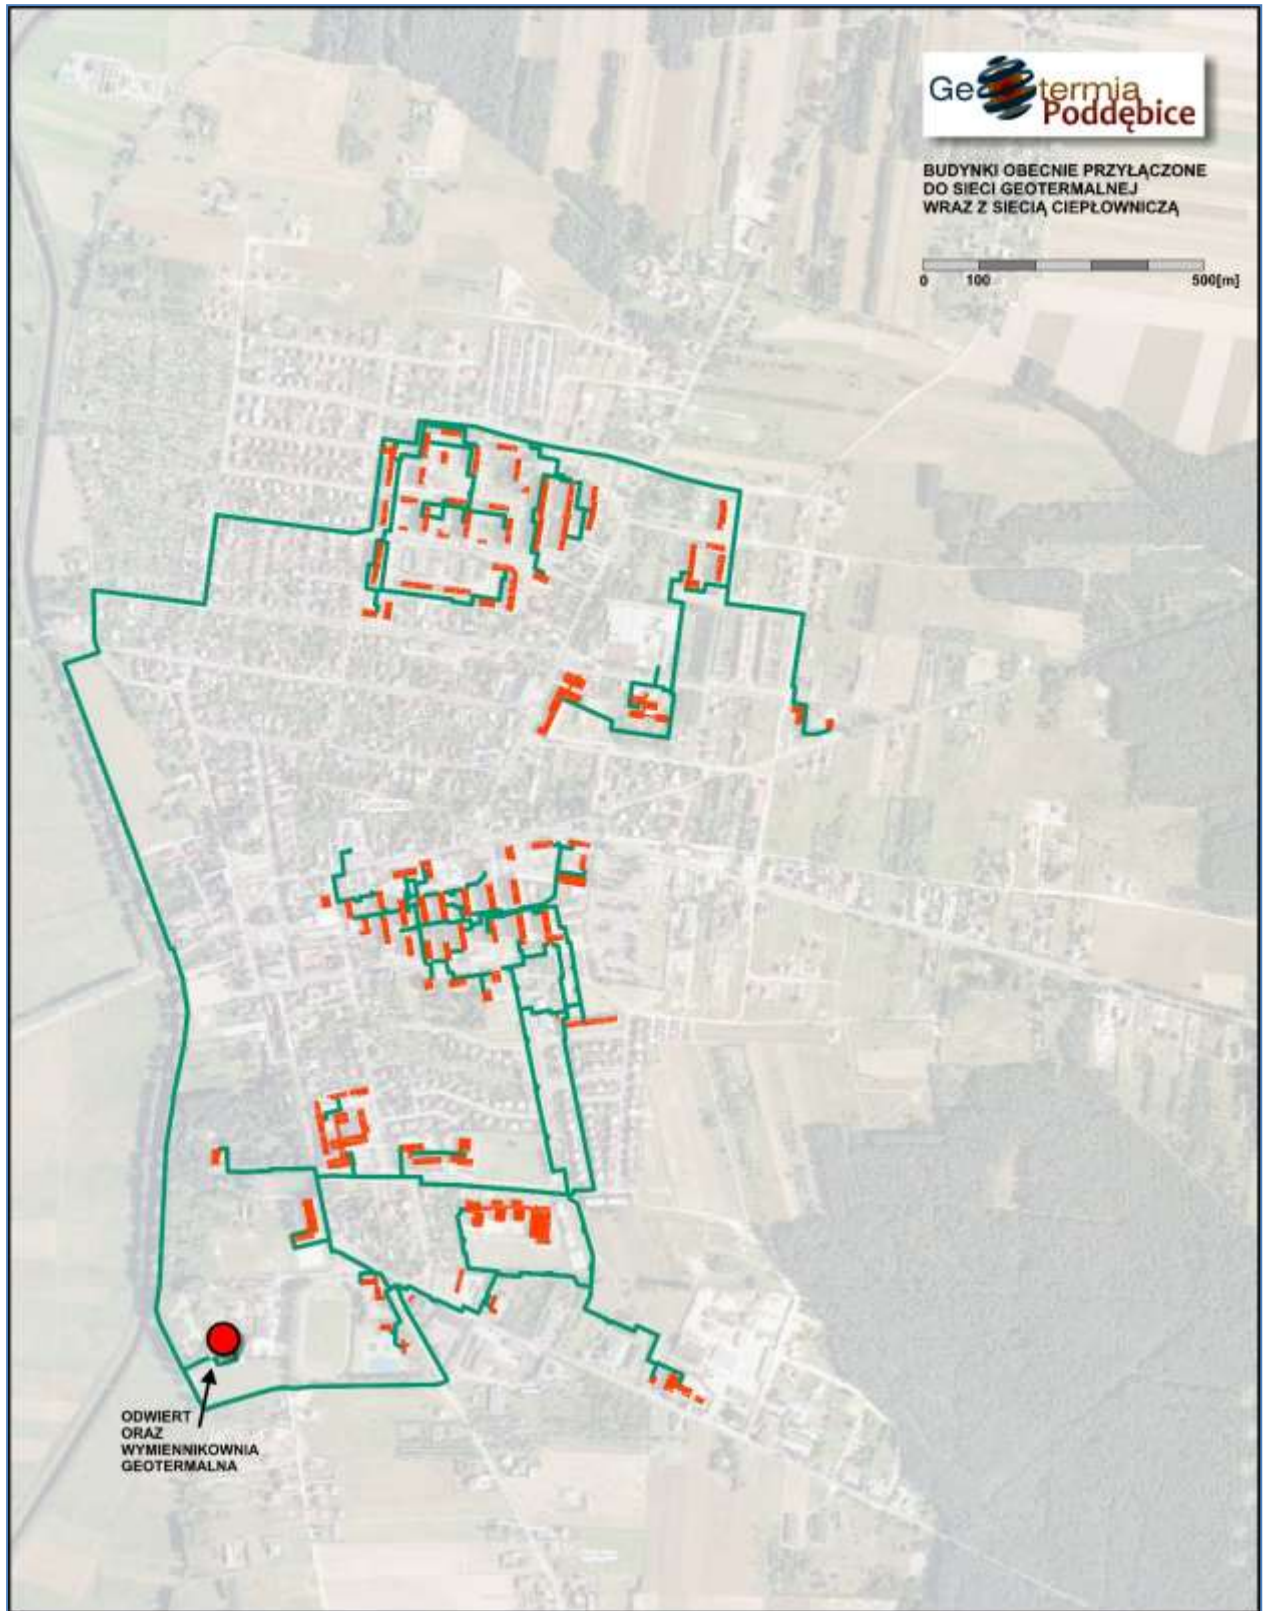 Geotermia
Poddębice
BUDYNKI OBECNIE PRZYŁĄCZONE
DO SIECI GEOTERMALNEJ
WRAZ Z SIECIĄ CIEPŁOWNICZĄ
0 100 500[m]
ODWIERT
ORAZ
WYMIENNIKOWNIA
GEOTERMALNA